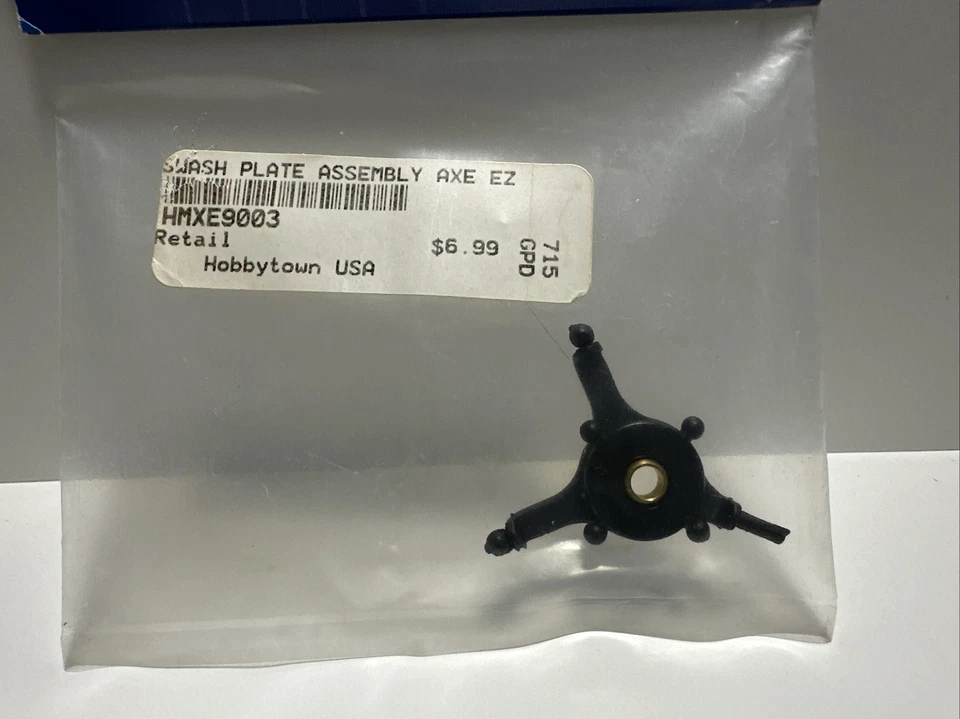 SWASH PLATE ASSEMBLY AXE EZ
HMXE9003
Retail
$6.99
Hobbytown USA
715
GPD